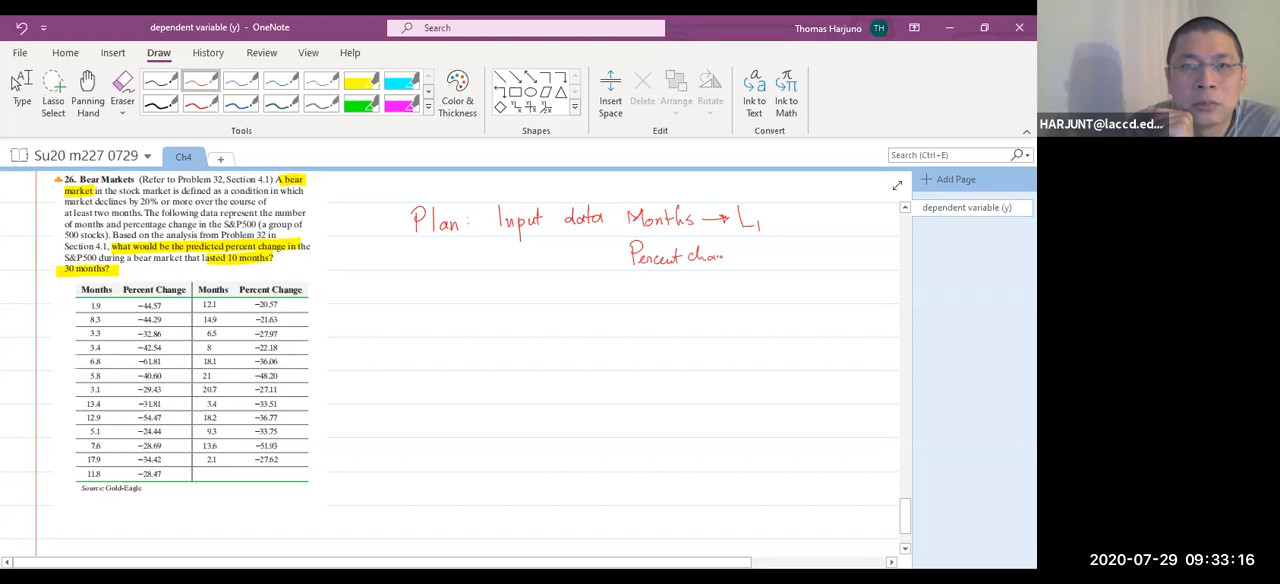 dependent variable (y) - OneNote
Search
Thomas Harjuno
TH
File
Home
Insert
Draw
History
Review
View
Help
Type
Lasso Select
Panning Hand
Eraser
Color & Thickness
Insert Space
Delete
Arrange
Rotate
Ink to Text
Ink to Math
Tools
Shapes
Edit
Convert
HARJUNT@laccd.ed...
Su20 m227 0729
Ch4
Search (Ctrl+E)
Add Page
dependent variable (y)
26. Bear Markets (Refer to Problem 32, Section 4.1) A bear
market in the stock market is defined as a condition in which
market declines by 20% or more over the course of
at least two months. The following data represent the number
of months and percentage change in the S&P500 (a group of
500 stocks). Based on the analysis from Problem 32 in
Section 4.1, what would be the predicted percent change in the
S&P500 during a bear market that lasted 10 months?
30 months?
Months Percent Change Months Percent Change
1.9 −44.57 12.1 −20.57
8.3 −44.29 14.9 −21.63
3.3 −32.86 6.5 −27.97
3.4 −42.54 8 −22.18
6.8 −61.81 18.1 −36.06
5.8 −40.60 21 −48.20
3.1 −29.43 20.7 −27.11
13.4 −31.81 3.4 −33.51
12.9 −54.47 18.2 −36.77
5.1 −24.44 9.3 −33.75
7.6 −28.69 13.6 −51.93
17.9 −34.42 2.1 −27.62
11.8 −28.47
Source: Gold-Eagle
Plan: Input data Months → L1
Percent cha
2020-07-29 09:33:16